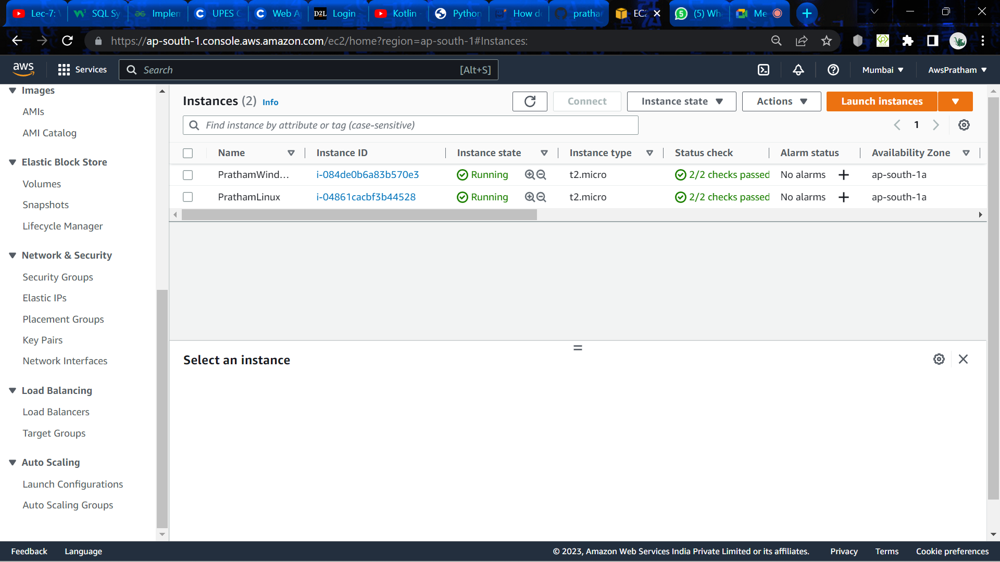 Lec-7: SQL Sy Implem UPES C Web A D2L Login Kotlin Python How do prathar EC2 5 (5) Wh Me
https://ap-south-1.console.aws.amazon.com/ec2/home?region=ap-south-1#Instances:
aws Services Search [Alt+S] Mumbai AwsPratham
Images
AMIs
AMI Catalog
Elastic Block Store
Volumes
Snapshots
Lifecycle Manager
Network & Security
Security Groups
Elastic IPs
Placement Groups
Key Pairs
Network Interfaces
Load Balancing
Load Balancers
Target Groups
Auto Scaling
Launch Configurations
Auto Scaling Groups
Instances (2) Info Connect Instance state Actions Launch instances
Find instance by attribute or tag (case-sensitive) 1
Name Instance ID Instance state Instance type Status check Alarm status Availability Zone
PrathamWind... i-084de0b6a83b570e3 Running t2.micro 2/2 checks passed No alarms ap-south-1a
PrathamLinux i-04861cacbf3b44528 Running t2.micro 2/2 checks passed No alarms ap-south-1a
Select an instance
Feedback Language © 2023, Amazon Web Services India Private Limited or its affiliates. Privacy Terms Cookie preferences